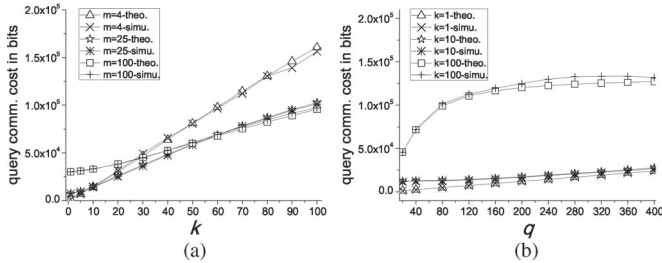 query comm. cost in bits
2.0x10^5
1.5x10^5
1.0x10^5
5.0x10^4
0.0
m=4-theo.
m=4-simu.
m=25-theo.
m=25-simu.
m=100-theo.
m=100-simu.
0 10 20 30 40 50 60 70 80 90 100
k
(a)
query comm. cost in bits
2.0x10^5
1.5x10^5
1.0x10^5
5.0x10^4
0.0
k=1-theo.
k=1-simu.
k=10-theo.
k=10-simu.
k=100-theo.
k=100-simu.
40 80 120 160 200 240 280 320 360 400
q
(b)